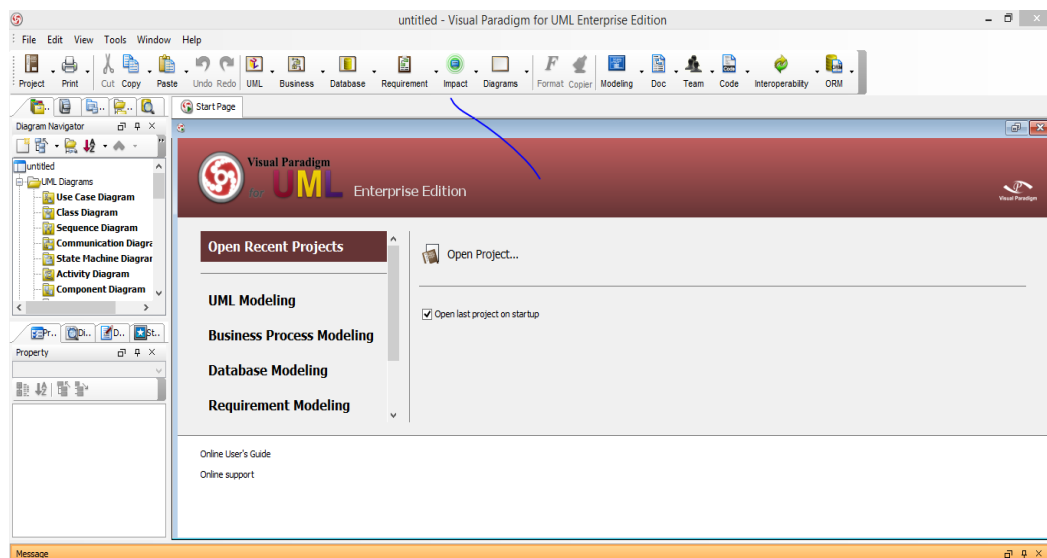 untitled - Visual Paradigm for UML Enterprise Edition
File Edit View Tools Window Help
Project Print Cut Copy Paste Undo Redo UML Business Database Requirement Impact Diagrams Format Copier Modeling Doc Team Code Interoperability ORM
Start Page
Diagram Navigator
untitled
UML Diagrams
Use Case Diagram
Class Diagram
Sequence Diagram
Communication Diagra
State Machine Diagrar
Activity Diagram
Component Diagram
Pr.. Di.. D.. St..
Property
Visual Paradigm
for UML Enterprise Edition
Visual Paradigm
Open Recent Projects
UML Modeling
Business Process Modeling
Database Modeling
Requirement Modeling
Open Project...
Open last project on startup
Online User's Guide
Online support
Message